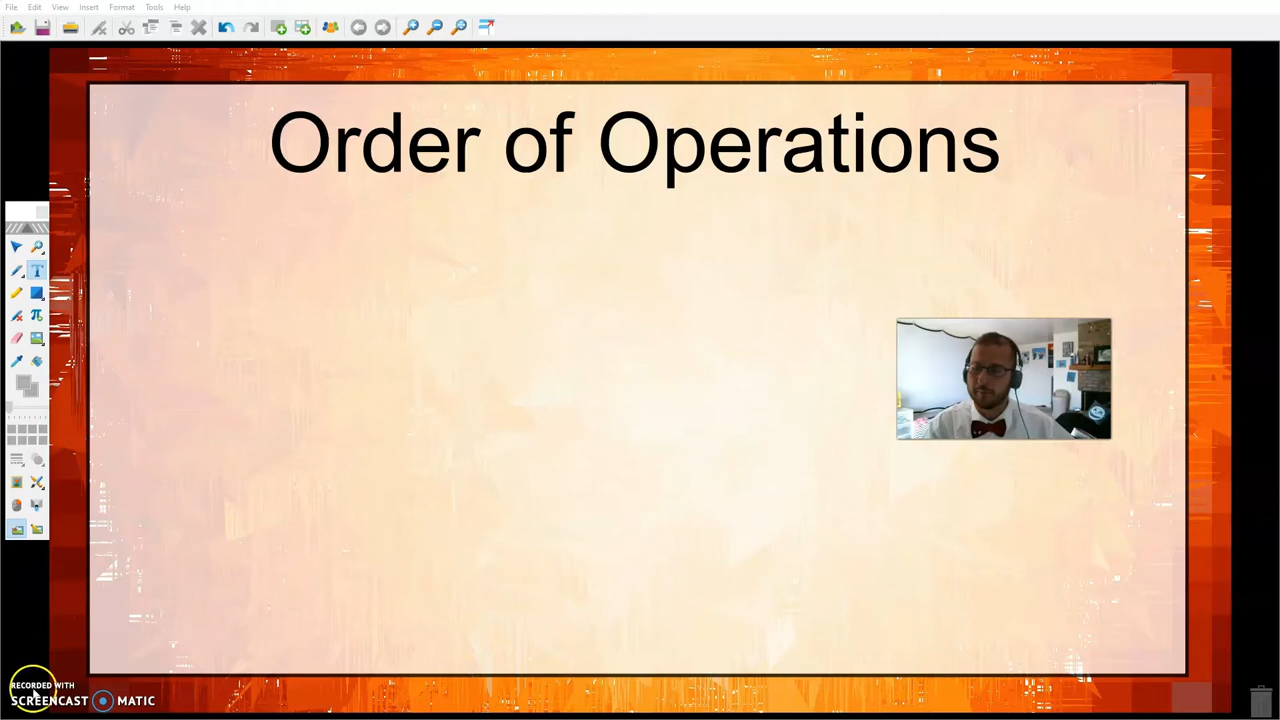 File Edit View Insert Format Tools Help
Order of Operations
RECORDED WITH
SCREENCAST MATIC